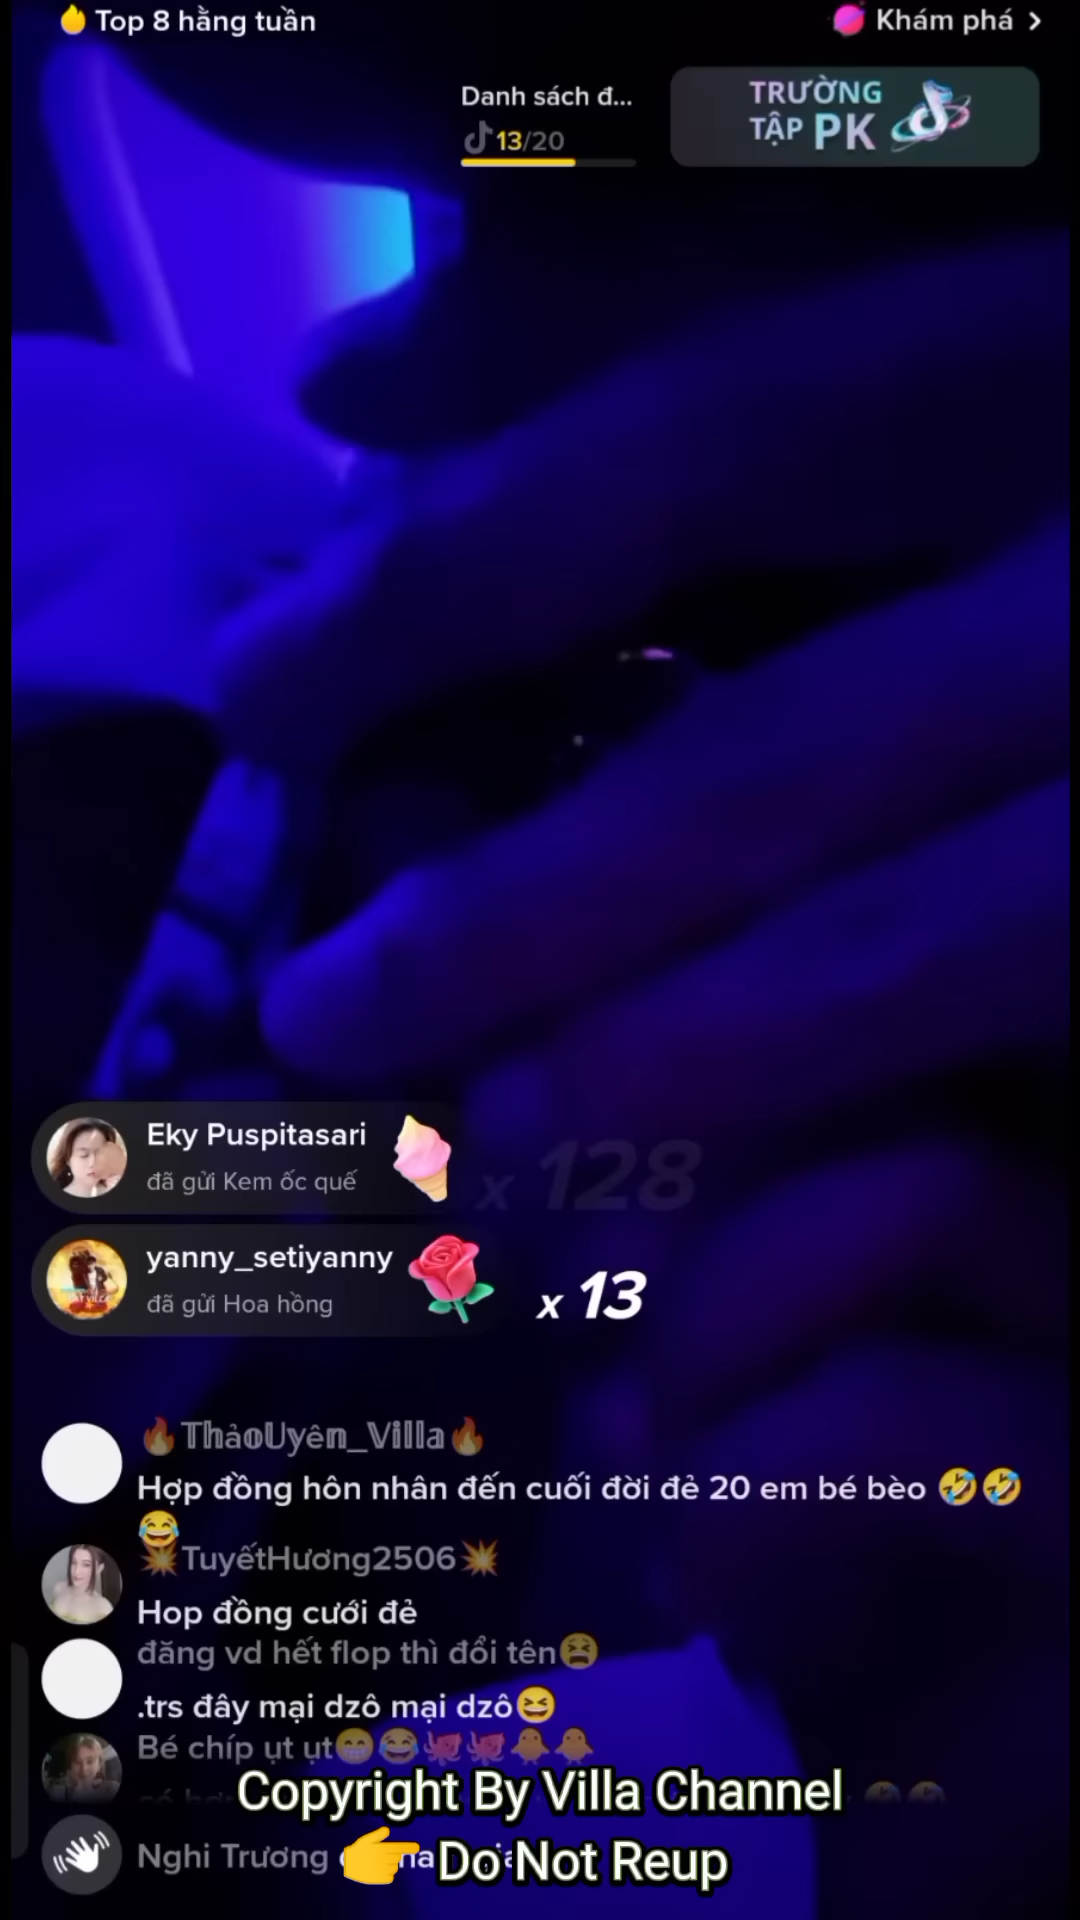 Top 8 hằng tuần
Khám phá
Danh sách đ...
13/20
TRƯỜNG
TẬP PK
Eky Puspitasari
đã gửi Kem ốc quế
x 128
yanny_setiyanny
đã gửi Hoa hồng
x 13
🔥𝕋𝕙ả𝕠𝕌𝕪ê𝕟_𝕍𝕚𝕝𝕝𝕒🔥
Hợp đồng hôn nhân đến cuối đời đẻ 20 em bé bèo 🤣🤣
😂
💥TuyếtHương2506💥
Hop đồng cưới đẻ
đăng vd hết flop thì đổi tên😫
.trs đây mại dzô mại dzô😆
Bé chíp ụt ụt😁😂🐙🐙🐥🐥
Copyright By Villa Channel
Nghi Trương
👉Do Not Reup